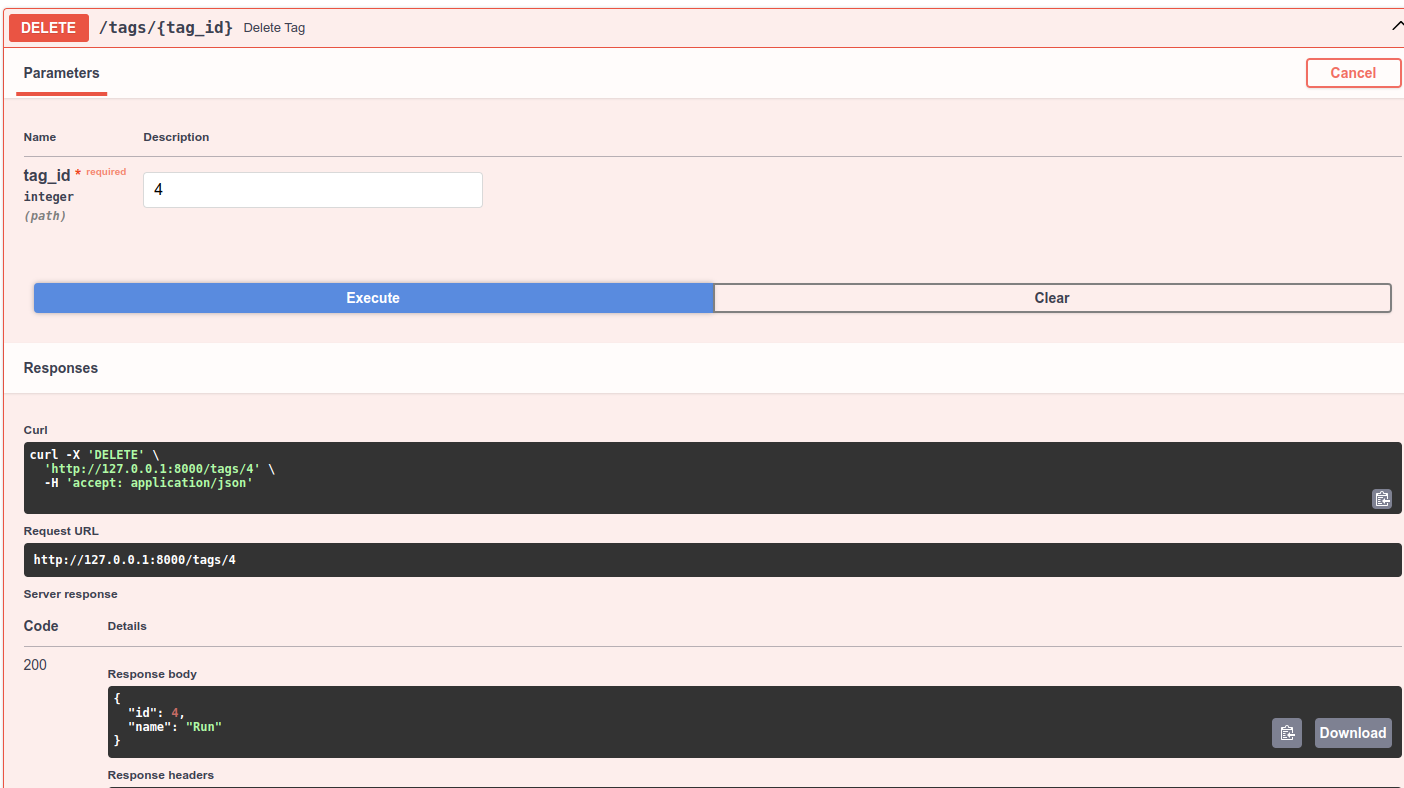 DELETE /tags/{tag_id} Delete Tag
Parameters
Cancel
Name Description
tag_id * required
integer
(path)
4
Execute Clear
Responses
Curl
curl -X 'DELETE' \
  'http://127.0.0.1:8000/tags/4' \
  -H 'accept: application/json'
Request URL
http://127.0.0.1:8000/tags/4
Server response
Code Details
200
Response body
{
  "id": 4,
  "name": "Run"
}
Download
Response headers